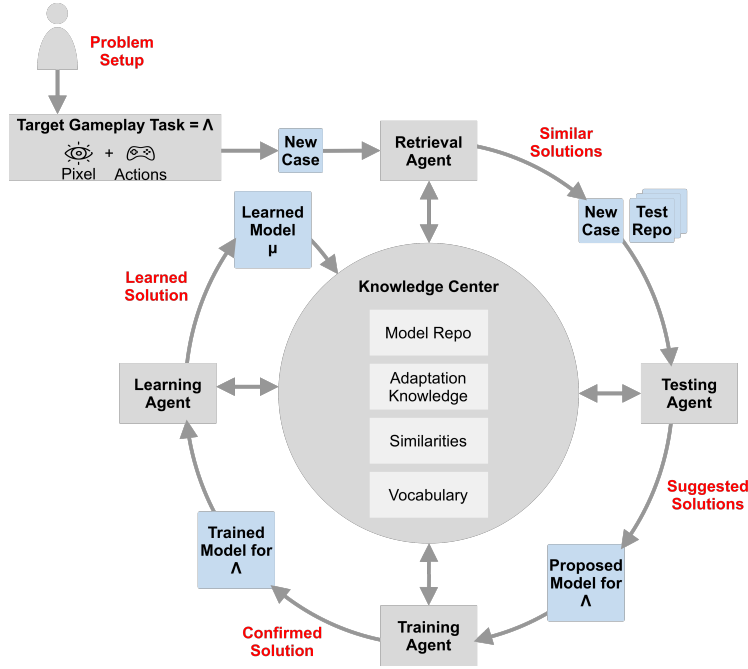 Problem
Setup
Target Gameplay Task = Λ
+
Pixel
Actions
New
Case
Retrieval
Agent
Similar
Solutions
New
Case
Test
Repo
Learned
Model
μ
Learned
Solution
Knowledge Center
Model Repo
Adaptation
Knowledge
Similarities
Vocabulary
Learning
Agent
Testing
Agent
Suggested
Solutions
Trained
Model for
Λ
Proposed
Model for
Λ
Confirmed
Solution
Training
Agent